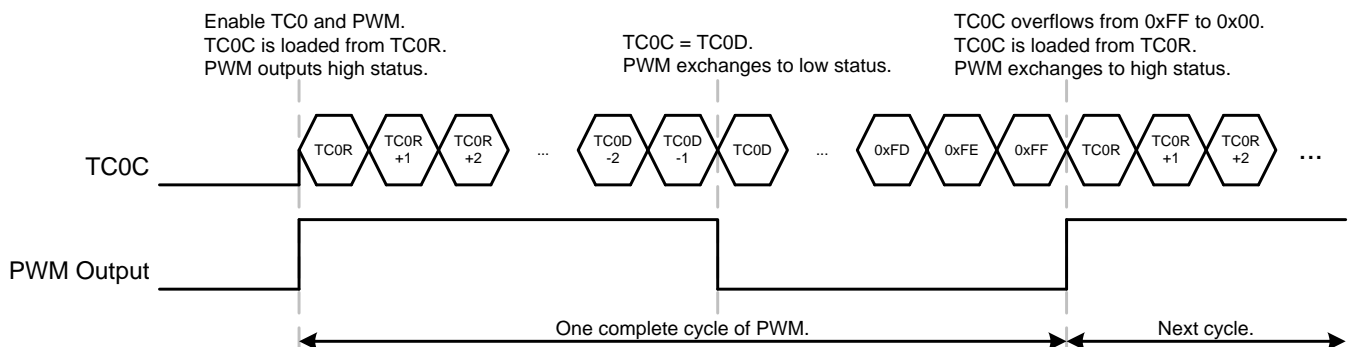 Enable TC0 and PWM.
TC0C is loaded from TC0R.
PWM outputs high status.
TC0C = TC0D.
PWM exchanges to low status.
TC0C overflows from 0xFF to 0x00.
TC0C is loaded from TC0R.
PWM exchanges to high status.
TC0C
TC0R
TC0R
+1
TC0R
+2
...
TC0D
-2
TC0D
-1
TC0D
...
0xFD
0xFE
0xFF
TC0R
TC0R
+1
TC0R
+2
...
PWM Output
One complete cycle of PWM.
Next cycle.